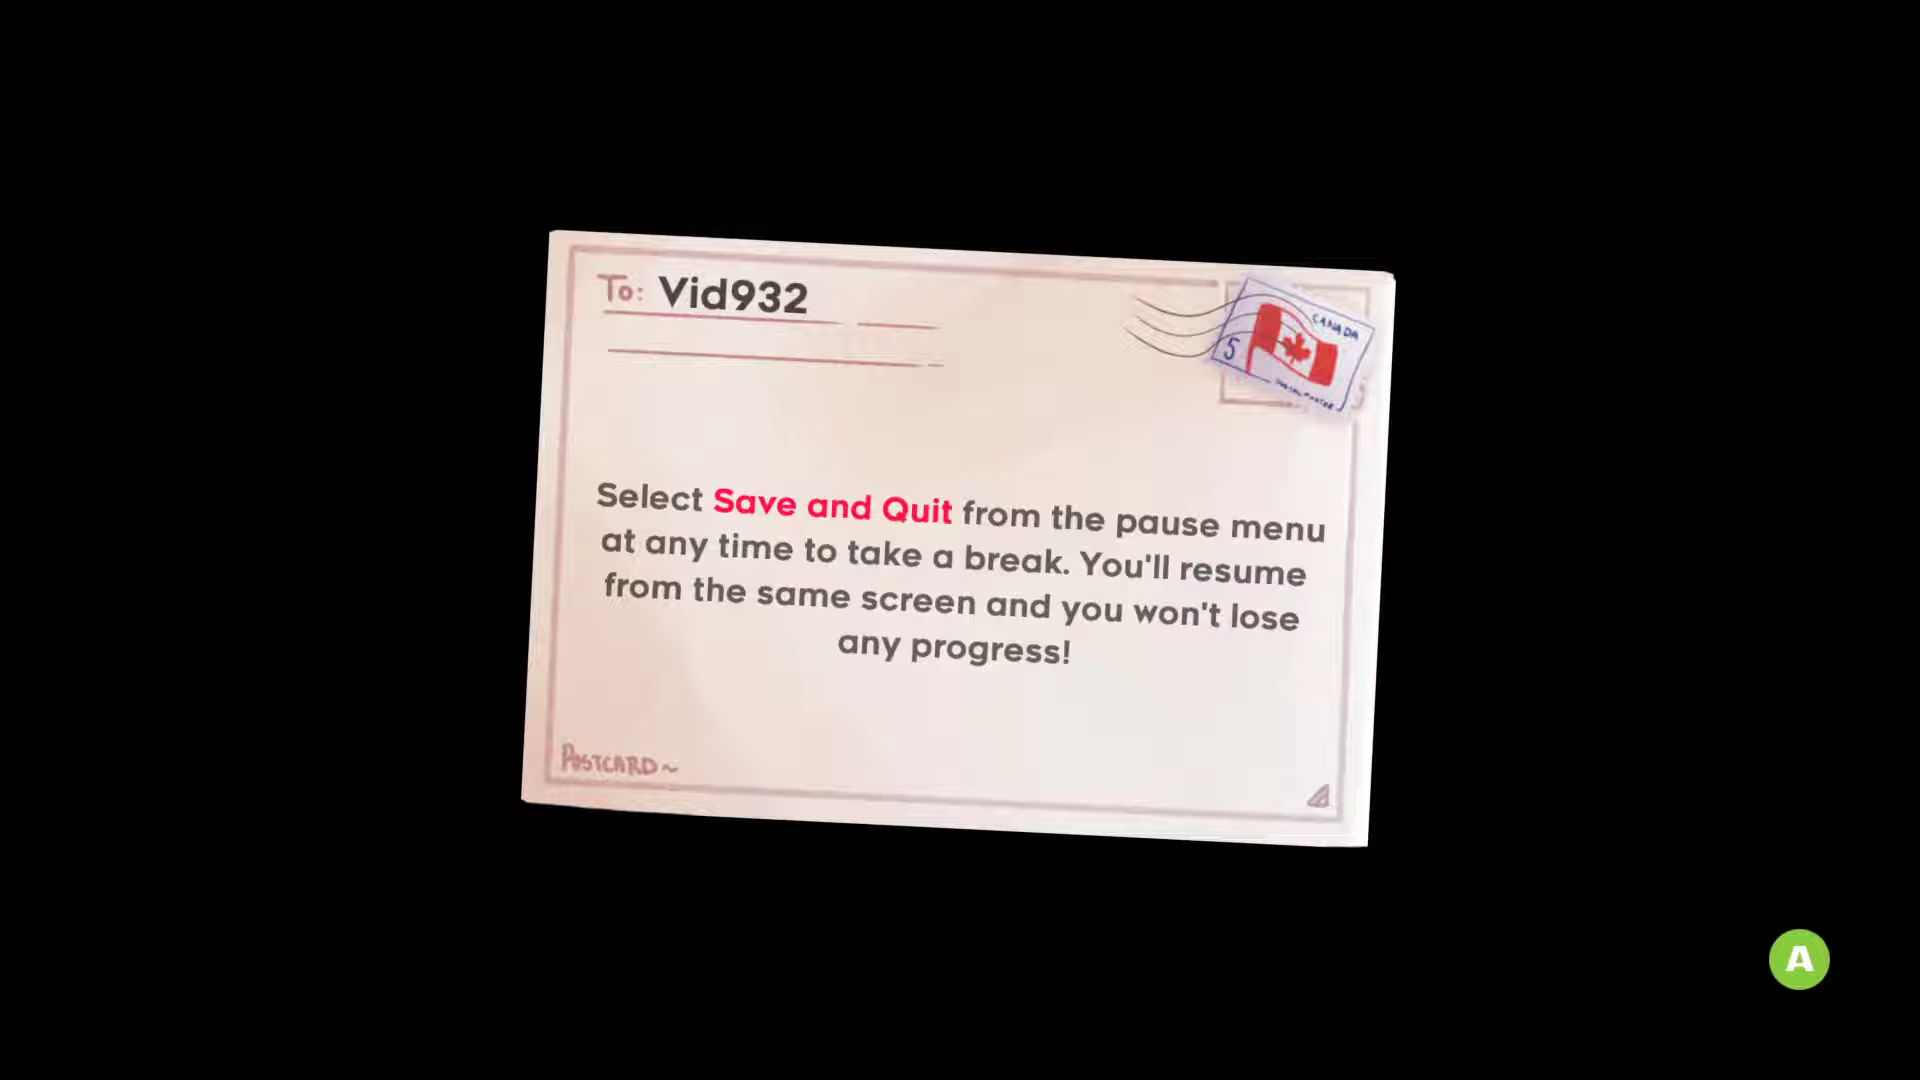 To: Vid932
CANADA
5
Select Save and Quit from the pause menu
at any time to take a break. You'll resume
from the same screen and you won't lose
any progress!
POSTCARD~
A